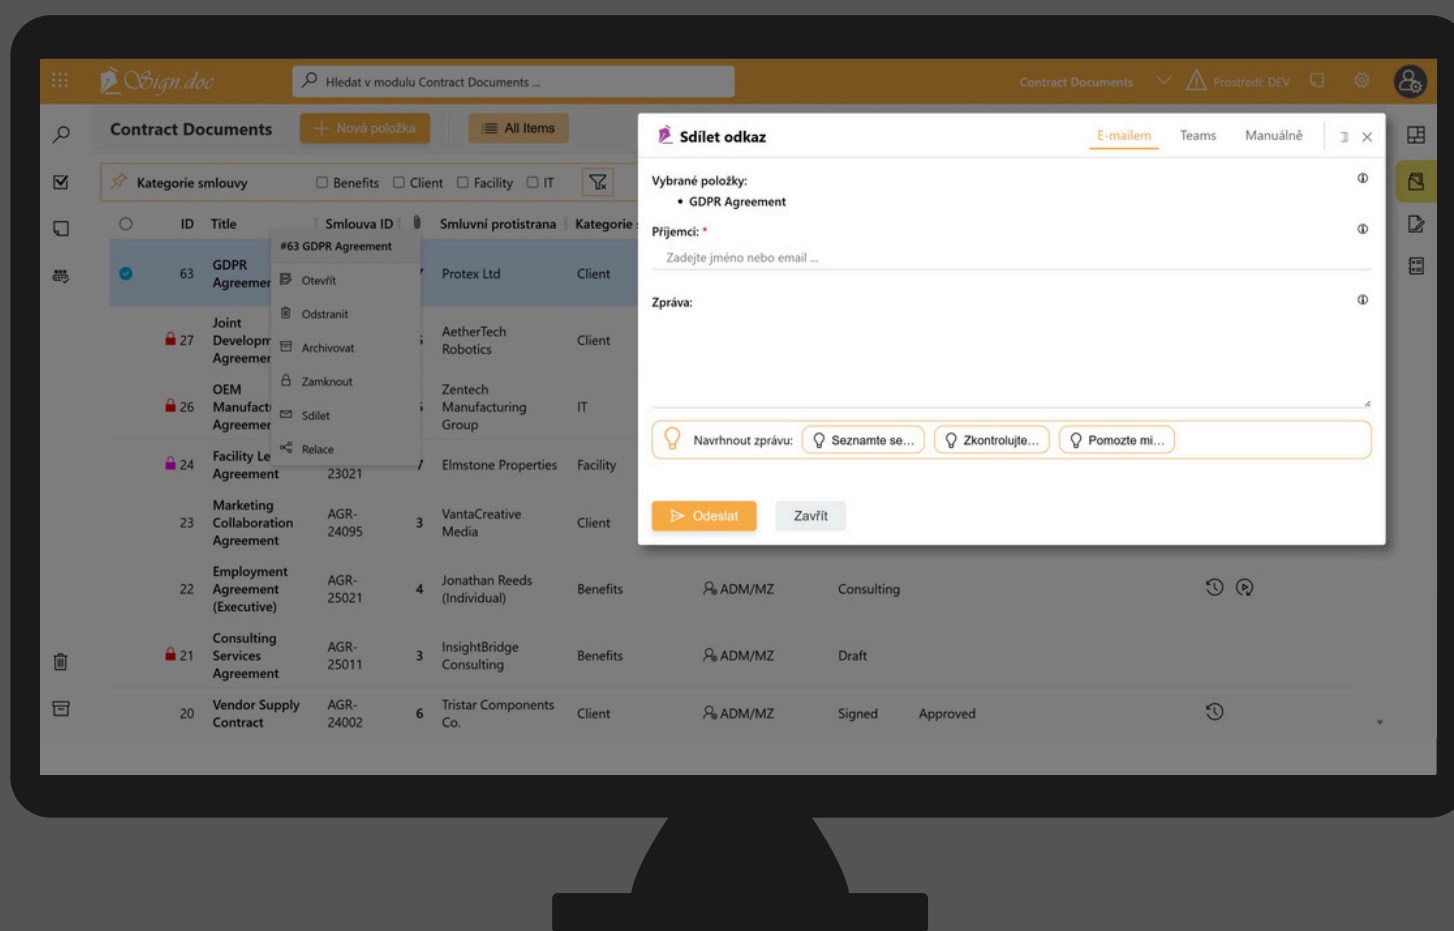 Sign.doc
Hledat v modulu Contract Documents ...
Contract Documents
Prostředí: DEV
Contract Documents
Nová položka
All Items
Kategorie smlouvy
Benefits
Client
Facility
IT
ID Title Smlouva ID Smluvní protistrana Kategorie
63 GDPR Protex Ltd Client
27 Joint AetherTech Robotics Client
26 OEM Zentech Manufacturing Group IT
24 Facility Agreement 23021 Elmstone Properties Facility
23 Marketing Collaboration Agreement AGR-24095 3 VantaCreative Media Client
22 Employment Agreement (Executive) AGR-25021 4 Jonathan Reeds (Individual) Benefits ADM/MZ Consulting
21 Consulting Services Agreement AGR-25011 3 InsightBridge Consulting Benefits ADM/MZ Draft
20 Vendor Supply Contract AGR-24002 6 Tristar Components Co. Client ADM/MZ Signed Approved
#63 GDPR Agreement
Otevřít
Odstranit
Archivovat
Zamknout
Sdílet
Relace
Sdílet odkaz
E-mailem
Teams
Manuálně
Vybrané položky:
• GDPR Agreement
Příjemci: *
Zadejte jméno nebo email ...
Zpráva:
Navrhnout zprávu:
Seznamte se...
Zkontrolujte...
Pomozte mi...
Odeslat
Zavřít